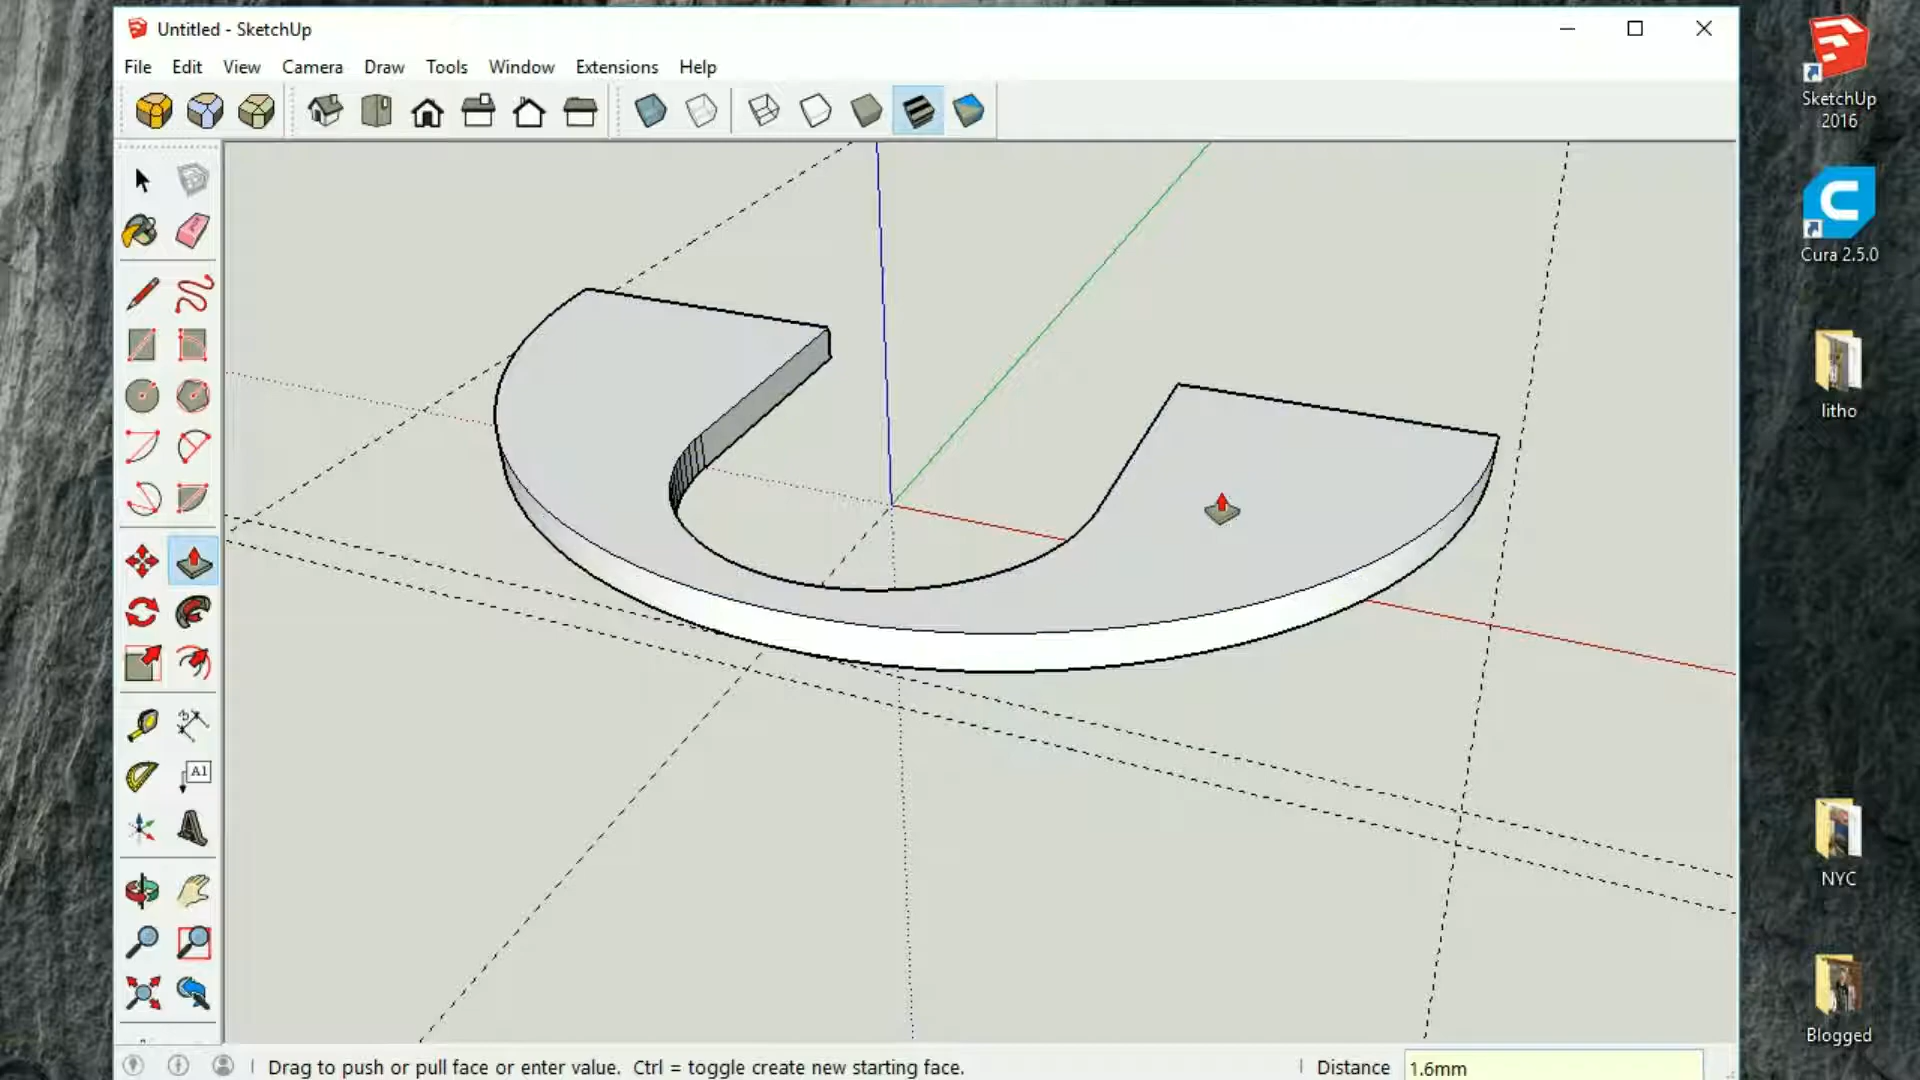 Untitled - SketchUp
File Edit View Camera Draw Tools Window Extensions Help
A1
Drag to push or pull face or enter value. Ctrl = toggle create new starting face.
Distance 1.6mm
SketchUp
2016
C
Cura 2.5.0
litho
NYC
Blogged